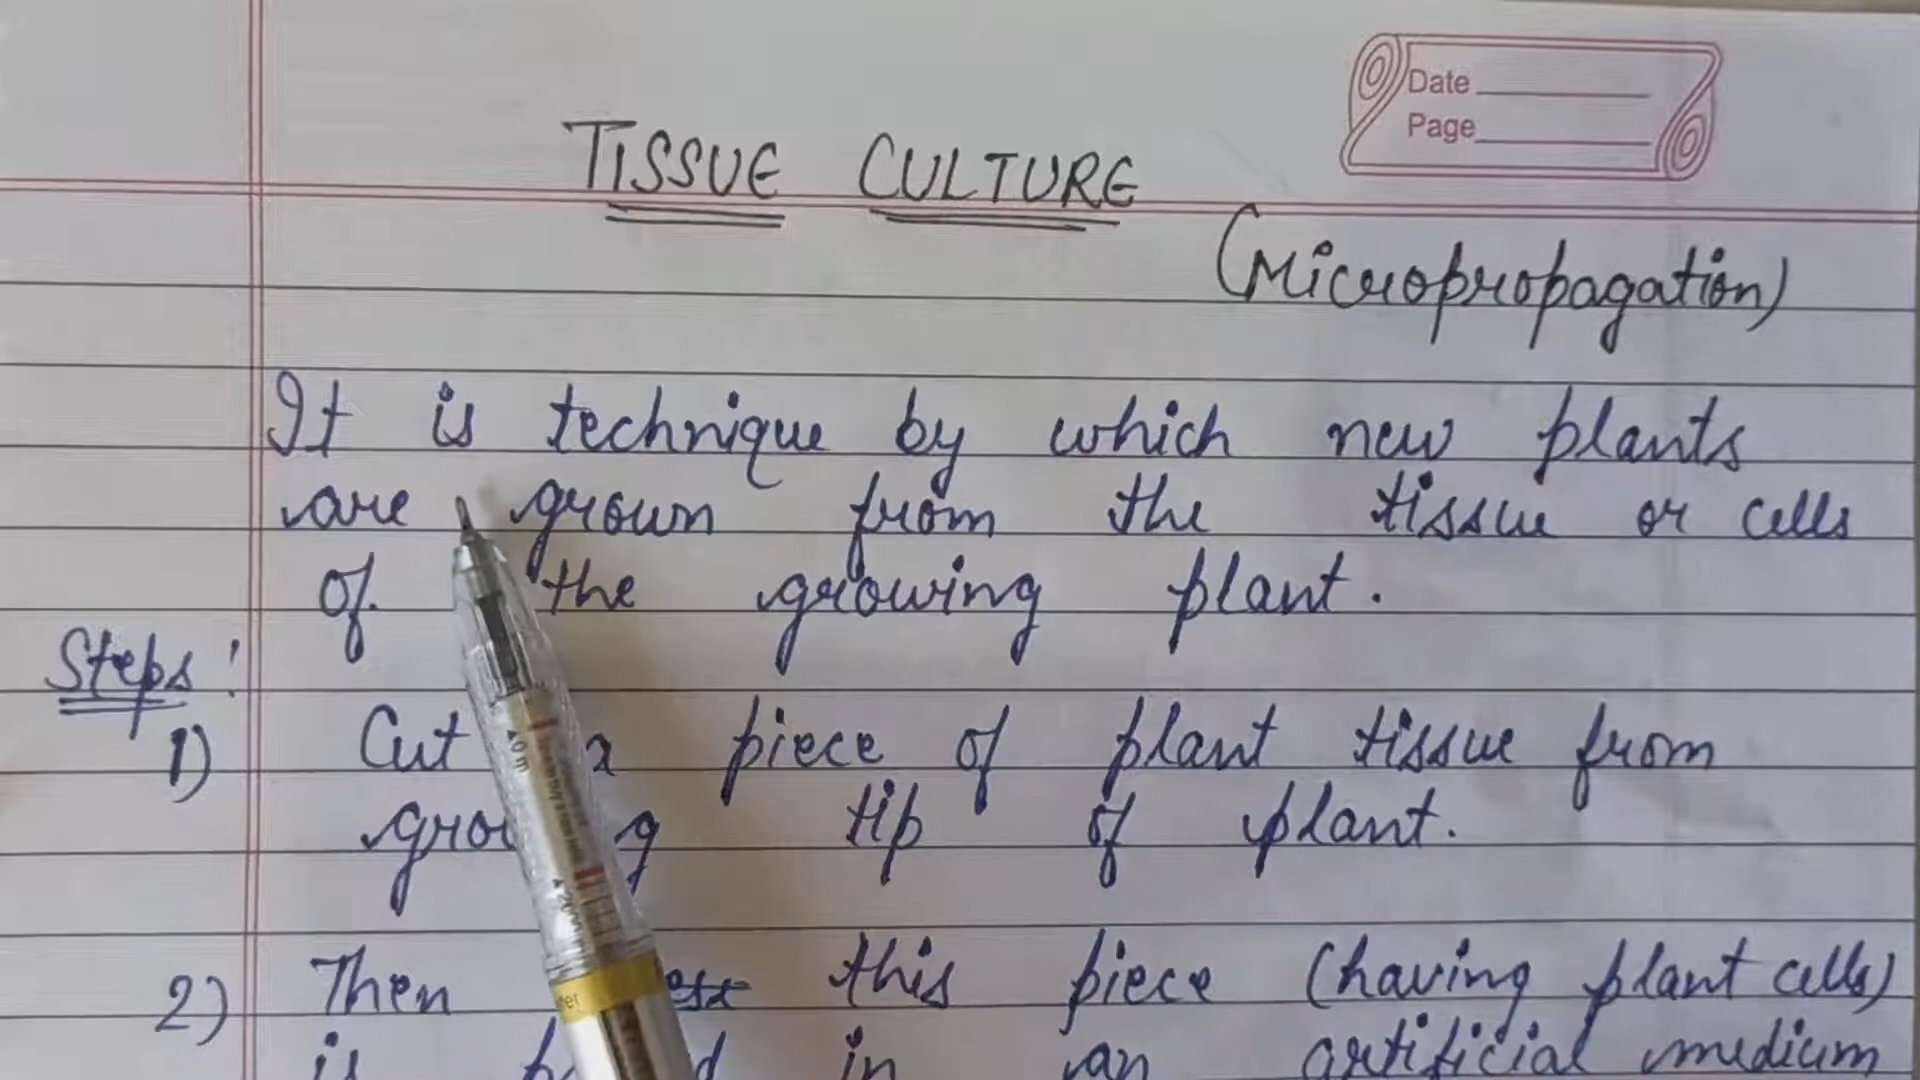 Date
Page
TISSUE CULTURE
(Micropropagation)
It is technique by which new plants
are grown from the tissue or cells
of the growing plant.
Steps:
1) Cut a piece of plant tissue from
growing tip of plant.
2) Then this piece (having plant cells)
is in an artificial medium